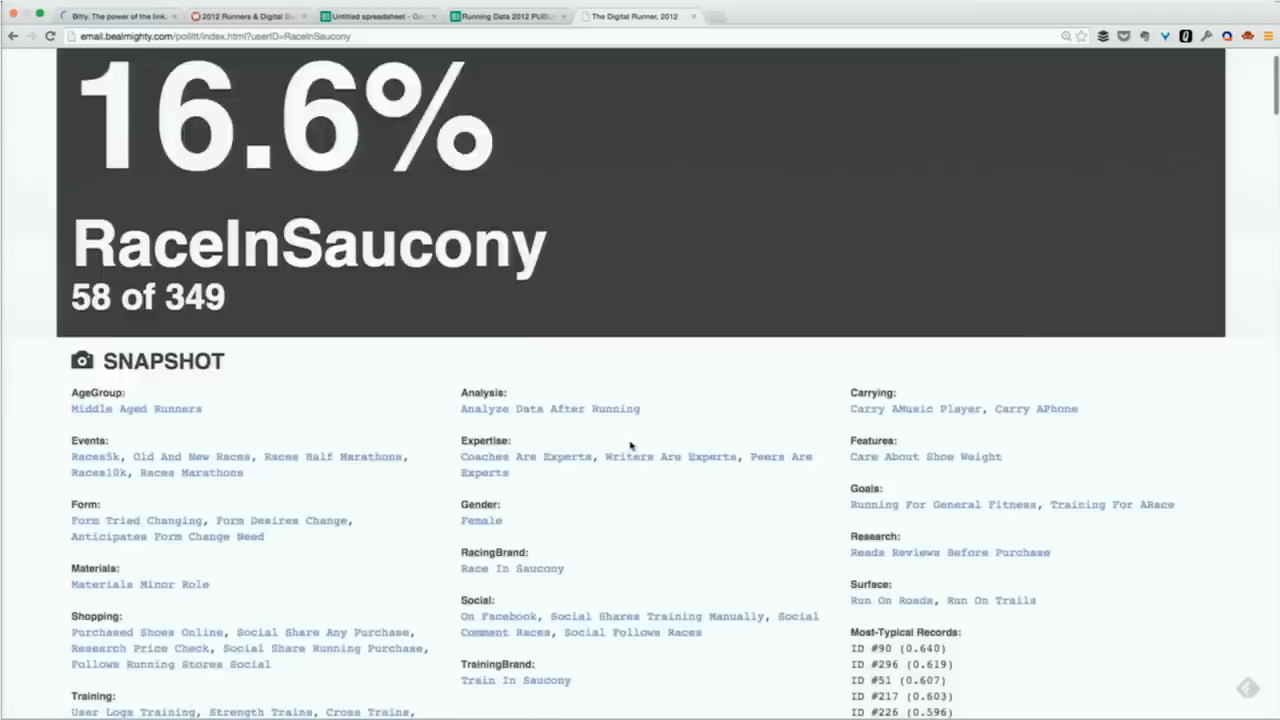 Bitly. The power of the link.
2012 Runners & Digital B
Untitled spreadsheet - Go
Running Data 2012 PUBL
The Digital Runner, 2012
email.bealmighty.com/pollitt/index.html?userID=RaceInSaucony
16.6%
RaceInSaucony
58 of 349
SNAPSHOT
AgeGroup:
Middle Aged Runners
Events:
Races5k, Old And New Races, Races Half Marathons,
Races10k, Races Marathons
Form:
Form Tried Changing, Form Desires Change,
Anticipates Form Change Need
Materials:
Materials Minor Role
Shopping:
Purchased Shoes Online, Social Share Any Purchase,
Research Price Check, Social Share Running Purchase,
Follows Running Stores Social
Training:
User Logs Training, Strength Trains, Cross Trains,
Analysis:
Analyze Data After Running
Expertise:
Coaches Are Experts, Writers Are Experts, Peers Are
Experts
Gender:
Female
RacingBrand:
Race In Saucony
Social:
On Facebook, Social Shares Training Manually, Social
Comment Races, Social Follows Races
TrainingBrand:
Train In Saucony
Carrying:
Carry AMusic Player, Carry APhone
Features:
Care About Shoe Weight
Goals:
Running For General Fitness, Training For ARace
Research:
Reads Reviews Before Purchase
Surface:
Run On Roads, Run On Trails
Most-Typical Records:
ID #90 (0.640)
ID #296 (0.619)
ID #51 (0.607)
ID #217 (0.603)
ID #226 (0.596)